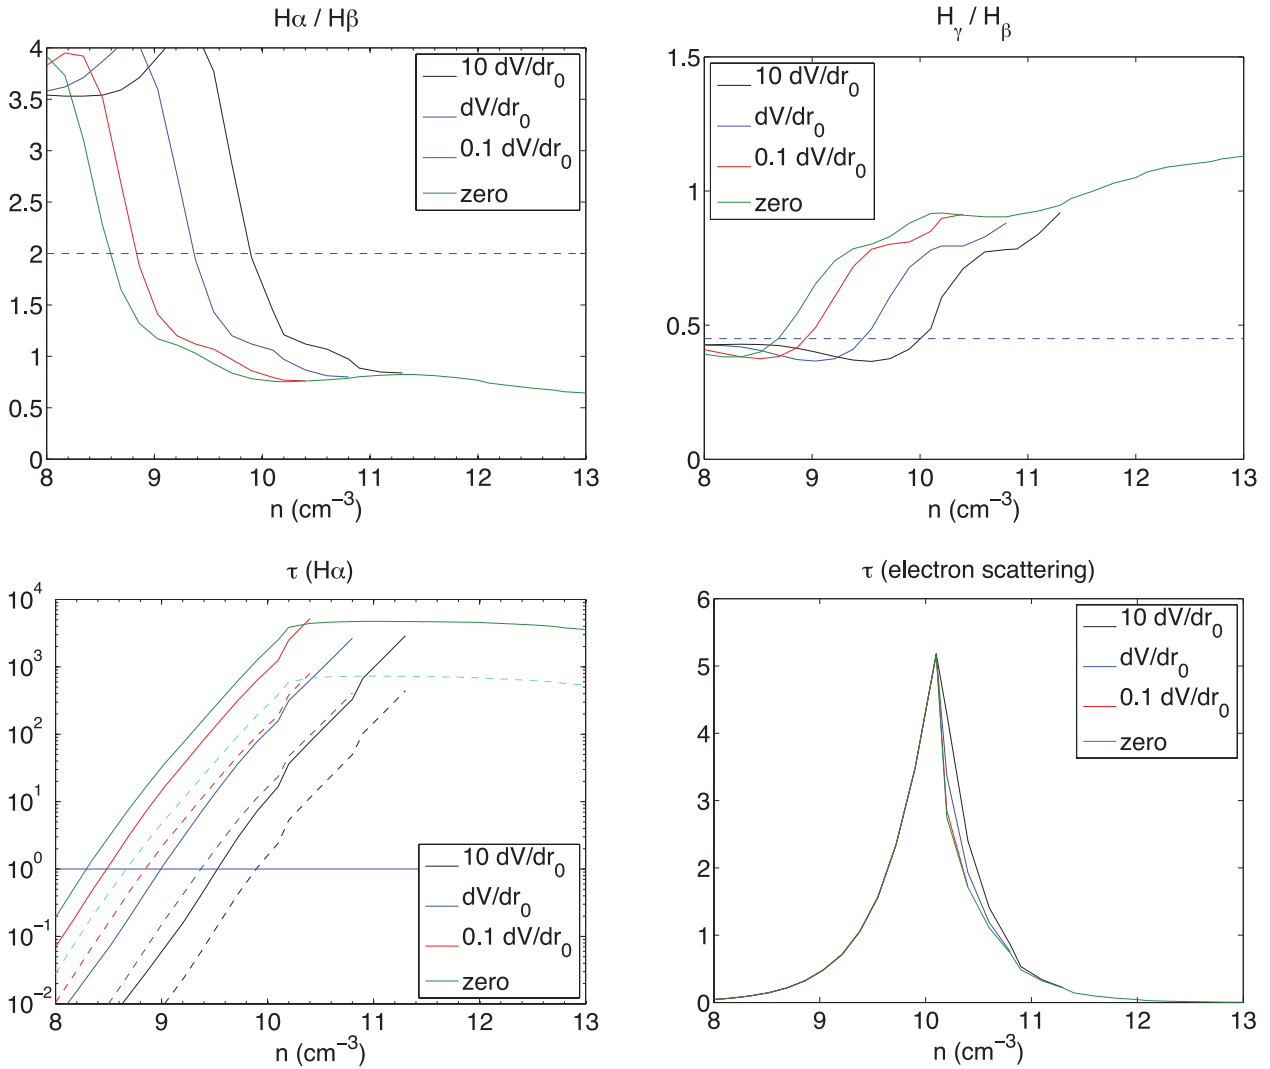 Hα / Hβ
4
3.5
3
2.5
2
1.5
1
0.5
0
8
9
10
11
12
13
n (cm⁻³)
10 dV/dr₀
dV/dr₀
0.1 dV/dr₀
zero
H_γ / H_β
1.5
1
0.5
0
8
9
10
11
12
13
n (cm⁻³)
10 dV/dr₀
dV/dr₀
0.1 dV/dr₀
zero
τ (Hα)
10⁴
10³
10²
10¹
10⁰
10⁻¹
10⁻²
8
9
10
11
12
13
n (cm⁻³)
10 dV/dr₀
dV/dr₀
0.1 dV/dr₀
zero
τ (electron scattering)
6
5
4
3
2
1
0
8
9
10
11
12
13
n (cm⁻³)
10 dV/dr₀
dV/dr₀
0.1 dV/dr₀
zero